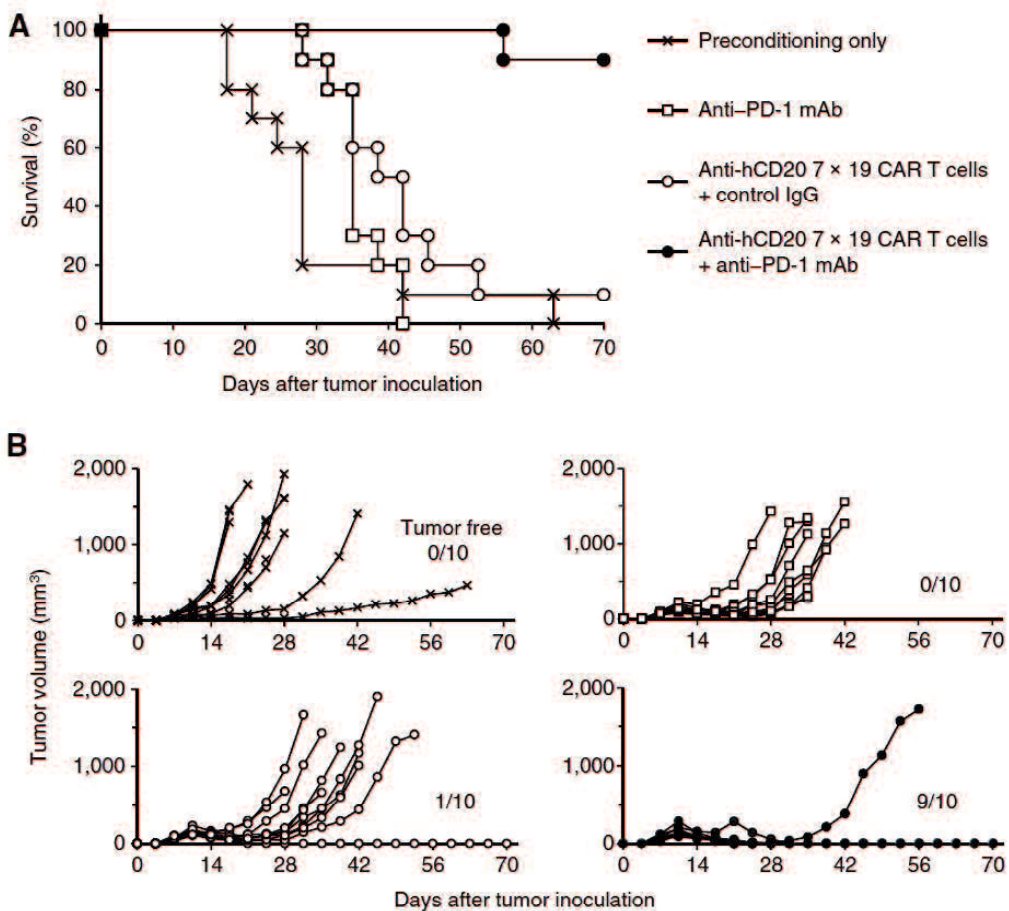 A
Survival (%)
100
80
60
40
20
0
0 10 20 30 40 50 60 70
Days after tumor inoculation
Preconditioning only
Anti–PD-1 mAb
Anti-hCD20 7 × 19 CAR T cells
+ control IgG
Anti-hCD20 7 × 19 CAR T cells
+ anti–PD-1 mAb
B
Tumor volume (mm³)
2,000
1,000
0
0 14 28 42 56 70
Tumor free
0/10
2,000
1,000
0
0 14 28 42 56 70
0/10
2,000
1,000
0
0 14 28 42 56 70
1/10
2,000
1,000
0
0 14 28 42 56 70
9/10
Days after tumor inoculation